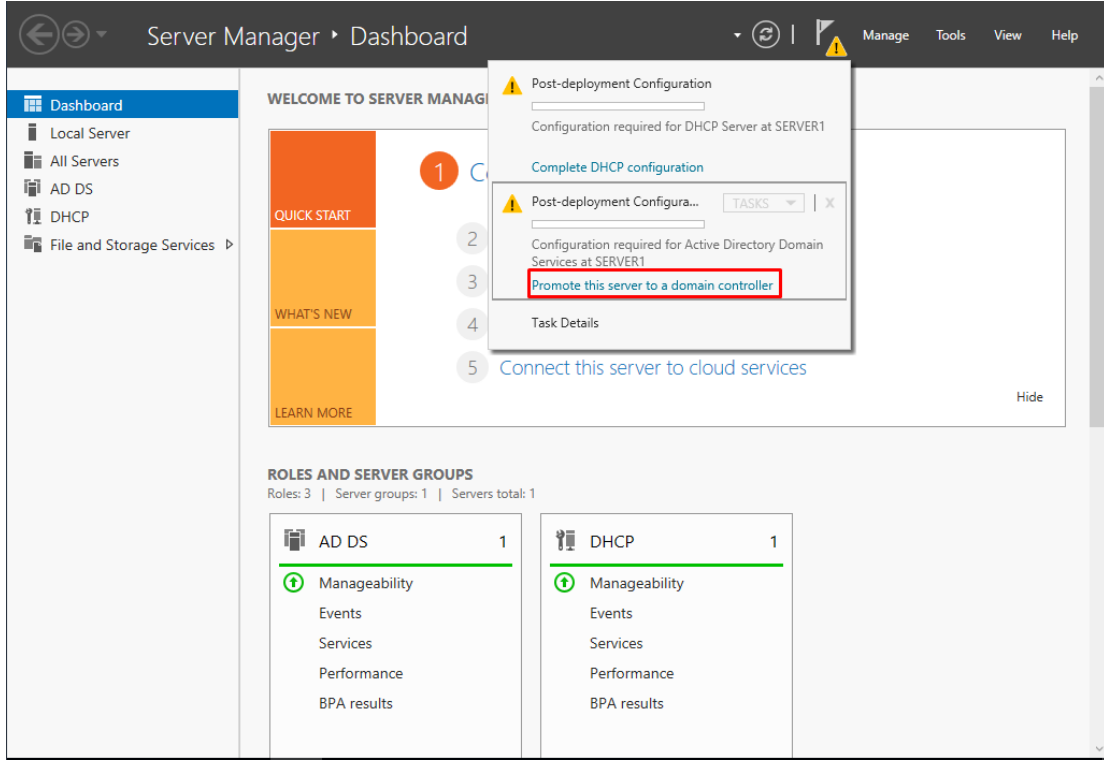 Server Manager ‣ Dashboard
Manage
Tools
View
Help
Dashboard
Local Server
All Servers
AD DS
DHCP
File and Storage Services
WELCOME TO SERVER MANAG
QUICK START
WHAT'S NEW
LEARN MORE
1
2
3
4
5 Connect this server to cloud services
Hide
Post-deployment Configuration
Configuration required for DHCP Server at SERVER1
Complete DHCP configuration
Post-deployment Configura...
TASKS
X
Configuration required for Active Directory Domain
Services at SERVER1
Promote this server to a domain controller
Task Details
ROLES AND SERVER GROUPS
Roles: 3 | Server groups: 1 | Servers total: 1
AD DS 1
Manageability
Events
Services
Performance
BPA results
DHCP 1
Manageability
Events
Services
Performance
BPA results